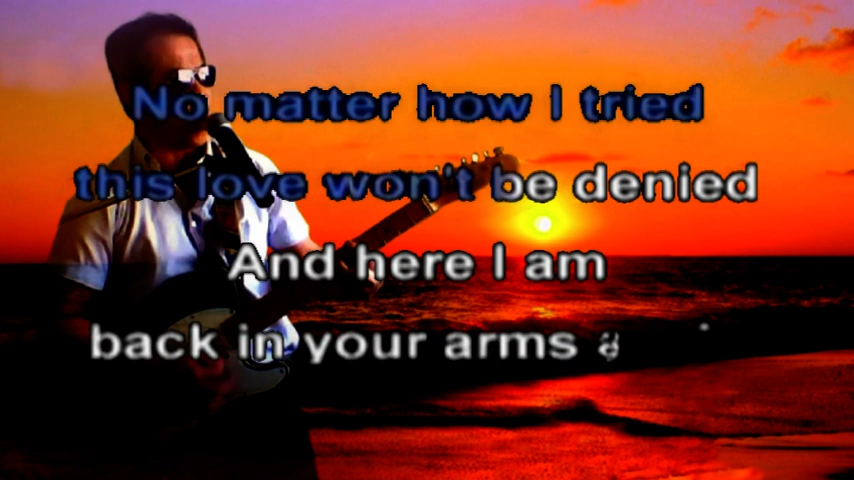 No matter how I tried
this love won't be denied
And here I am
back in your arms